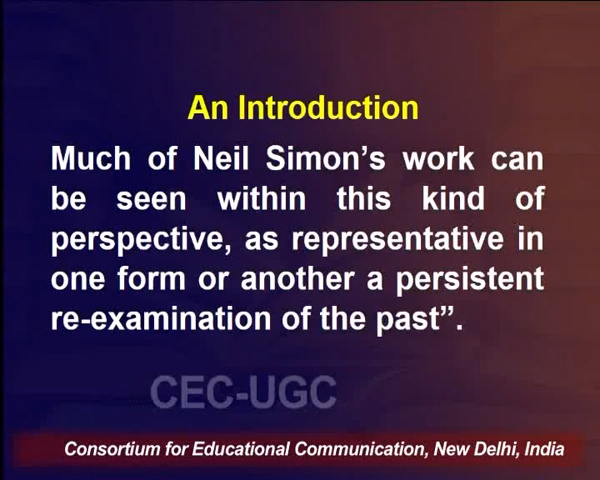 An Introduction
Much of Neil Simon’s work can
be seen within this kind of
perspective, as representative in
one form or another a persistent
re-examination of the past”.
CEC-UGC
Consortium for Educational Communication, New Delhi, India